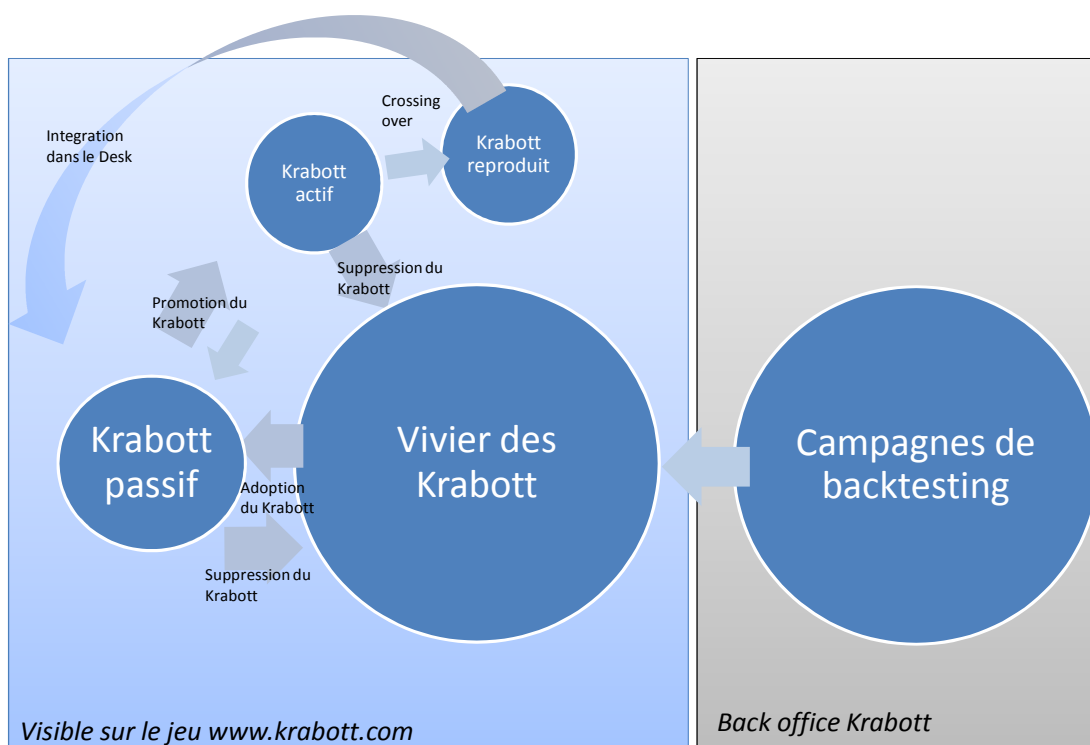 Crossing
over
Krabott
reproduit
Integration
dans le Desk
Krabott
actif
Suppression du
Krabott
Promotion du
Krabott
Krabott
passif
Vivier des
Krabott
Campagnes de
backtesting
Adoption
du Krabott
Suppression du
Krabott
Visible sur le jeu www.krabott.com
Back office Krabott